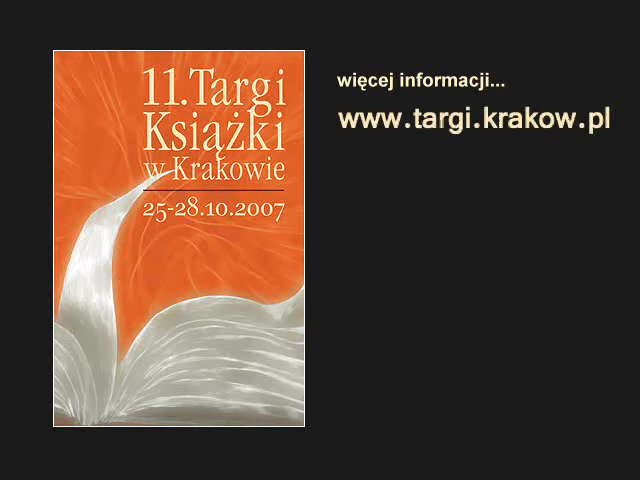 11. Targi
Książki
w Krakowie
25-28.10.2007
więcej informacji...
www.targi.krakow.pl